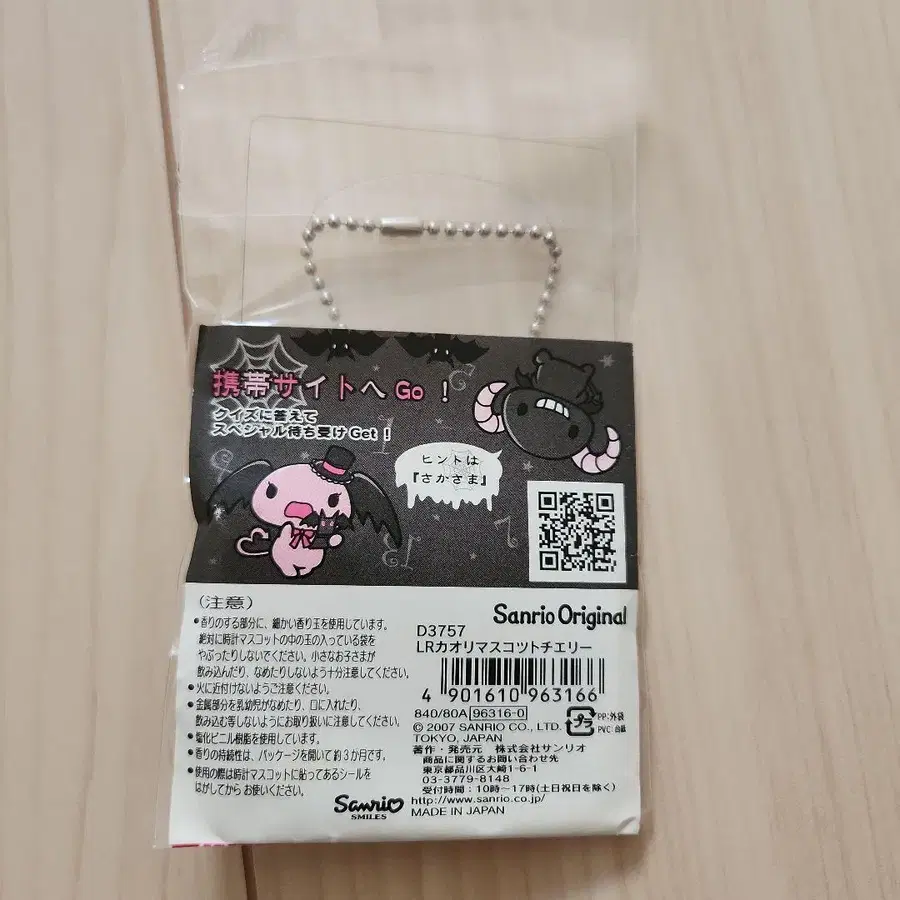 携帯サイトへ Go !
クイズに答えて
スペシャル待ち受け Get !
ヒントは
『さかさま』
(注意)
•香りのする部分に、細かい香り玉を使用しています。
絶対に時計マスコットの中の玉の入っている袋を
やぶったりしないでください。小さなお子さまが
飲み込んだり、なめたりしないよう十分注意してください。
•火に近付けないようご注意ください。
•金属部分を乳幼児がなめたり、口に入れたり、
飲み込む等しないようにお取り扱いに注意してください。
•塩化ビニル樹脂を使用しています。
•香りの持続性は、パッケージを開いて約3か月です。
•使用の際は時計マスコットに貼ってあるシールを
はがしてから お使いください。
Sanrio
SMILES
Sanrio Original
D3757
LRカオリマスコットチエリー
4 901610 963166
840/80A 96316-0
プラ
PP:外袋
PVC:台紙
© 2007 SANRIO CO., LTD.
TOKYO, JAPAN
著作・発売元 株式会社サンリオ
商品に関するお問い合わせ先
東京都品川区大崎1-6-1
03-3779-8148
受付時間:10時〜17時(土日祝日を除く)
http://www.sanrio.co.jp/
MADE IN JAPAN